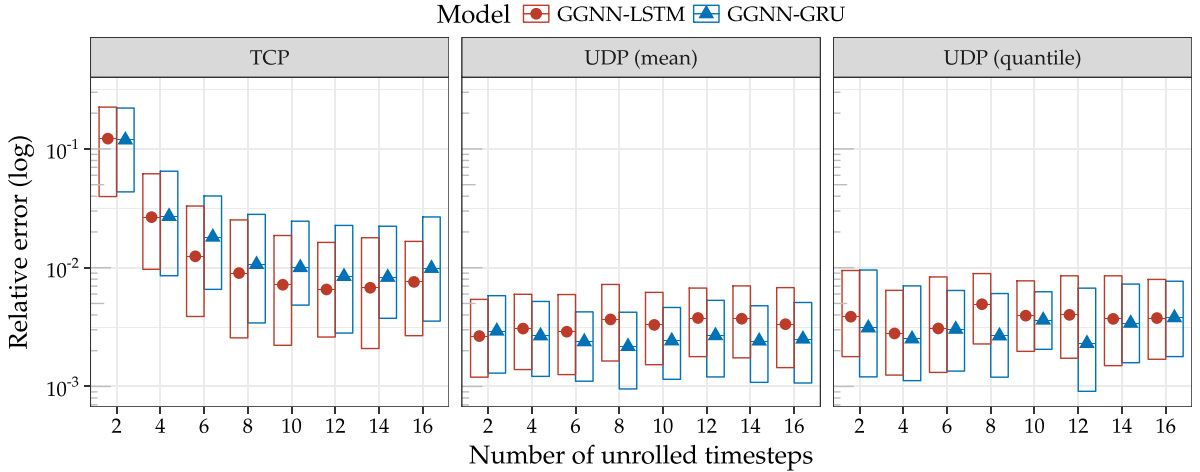 Model GGNN-LSTM GGNN-GRU
TCP
UDP (mean)
UDP (quantile)
Relative error (log)
10⁻¹
10⁻²
10⁻³
2 4 6 8 10 12 14 16
2 4 6 8 10 12 14 16
2 4 6 8 10 12 14 16
Number of unrolled timesteps